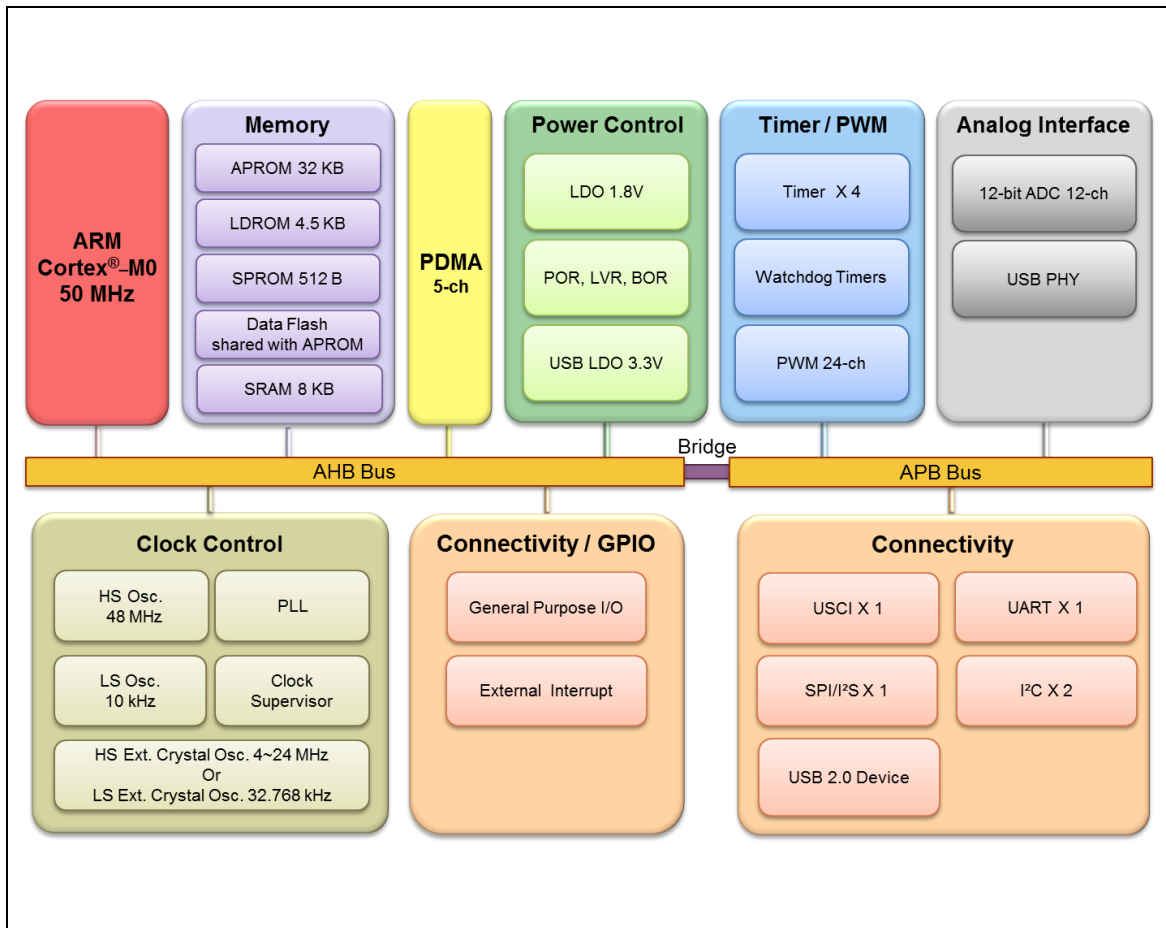 ARM
Cortex®–M0
50 MHz
Memory
APROM 32 KB
LDROM 4.5 KB
SPROM 512 B
Data Flash
shared with APROM
SRAM 8 KB
PDMA
5-ch
Power Control
LDO 1.8V
POR, LVR, BOR
USB LDO 3.3V
Timer / PWM
Timer X 4
Watchdog Timers
PWM 24-ch
Analog Interface
12-bit ADC 12-ch
USB PHY
AHB Bus
Bridge
APB Bus
Clock Control
HS Osc.
48 MHz
PLL
LS Osc.
10 kHz
Clock
Supervisor
HS Ext. Crystal Osc. 4~24 MHz
Or
LS Ext. Crystal Osc. 32.768 kHz
Connectivity / GPIO
General Purpose I/O
External Interrupt
Connectivity
USCI X 1
UART X 1
SPI/I²S X 1
I²C X 2
USB 2.0 Device